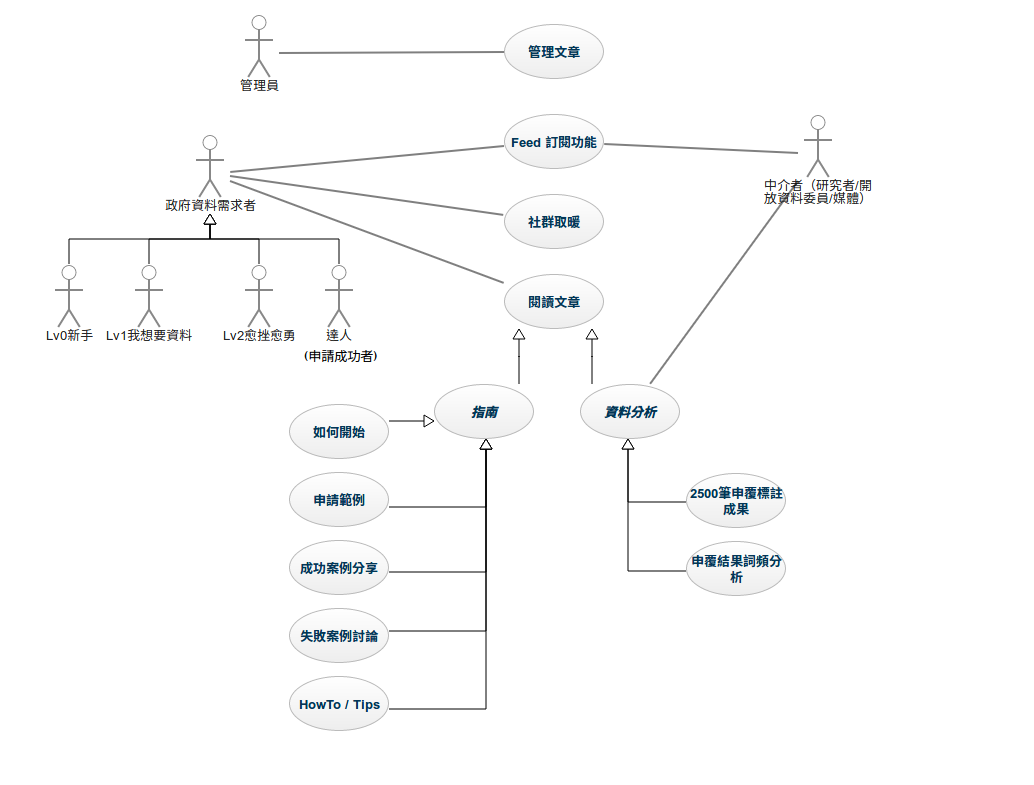 管理員
管理文章
Feed 訂閱功能
中介者（研究者/開
放資料委員/媒體）
政府資料需求者
社群取暖
閱讀文章
Lv0新手
Lv1我想要資料
Lv2愈挫愈勇
達人
(申請成功者)
指南
資料分析
如何開始
申請範例
2500筆申覆標註
成果
成功案例分享
申覆結果詞頻分
析
失敗案例討論
HowTo / Tips